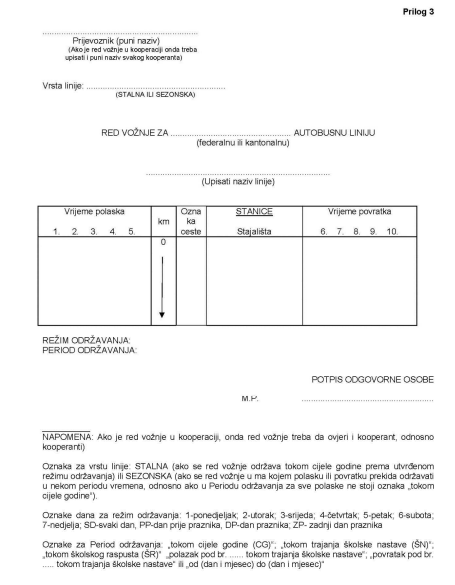 Prilog 3
.......................................................
Prijevoznik (puni naziv)
(Ako je red vožnje u kooperaciji onda treba
upisati i puni naziv svakog kooperanta)
Vrsta linije: .......................................................
(STALNA ILI SEZONSKA)
RED VOŽNJE ZA ................................................ AUTOBUSNU LINIJU
(federalnu ili kantonalnu)
.......................................................................
(Upisati naziv linije)
Vrijeme polaska km Ozna STANICE Vrijeme povratka
ka
1. 2. 3. 4. 5. ceste Stajališta 6. 7. 8. 9. 10.
0
REŽIM ODRŽAVANJA;
PERIOD ODRŽAVANJA:
POTPIS ODGOVORNE OSOBE
M.P. ....................................................
NAPOMENA: Ako je red vožnje u kooperaciji, onda red vožnje treba da ovjeri i kooperant, odnosno
kooperanti)
Oznaka za vrstu linije: STALNA (ako se red vožnje održava tokom cijele godine prema utvrđenom
režimu održavanja) ili SEZONSKA (ako se red vožnje u ma kojem polasku ili povratku prekida održavati
u nekom periodu vremena, odnosno ako u Periodu održavanja za sve polaske ne stoji oznaka „tokom
cijele godine“).
Oznake dana za režim održavanja: 1-ponedjeljak; 2-utorak; 3-srijeda; 4-četvrtak; 5-petak; 6-subota;
7-nedjelja; SD-svaki dan, PP-dan prije praznika, DP-dan praznika; ZP- zadnji dan praznika
Oznake za Period održavanja: „tokom cijele godine (CG)“; „tokom trajanja školske nastave (ŠN)“;
„tokom školskog raspusta (ŠR)“ „polazak pod br. ...... tokom trajanja školske nastave“; „povratak pod br.
..... tokom trajanja školske nastave“ ili „od (dan i mjesec) do (dan i mjesec)“